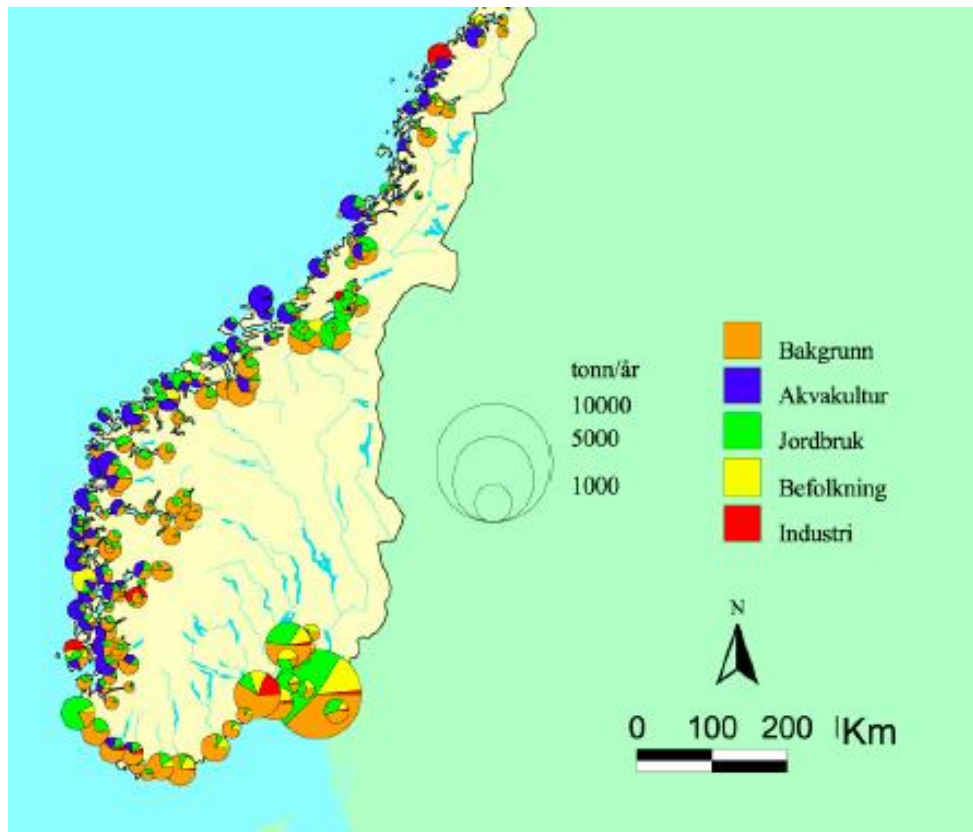 tonn/år
10000
5000
1000
Bakgrunn
Akvakultur
Jordbruk
Befolkning
Industri
N
0 100 200 Km